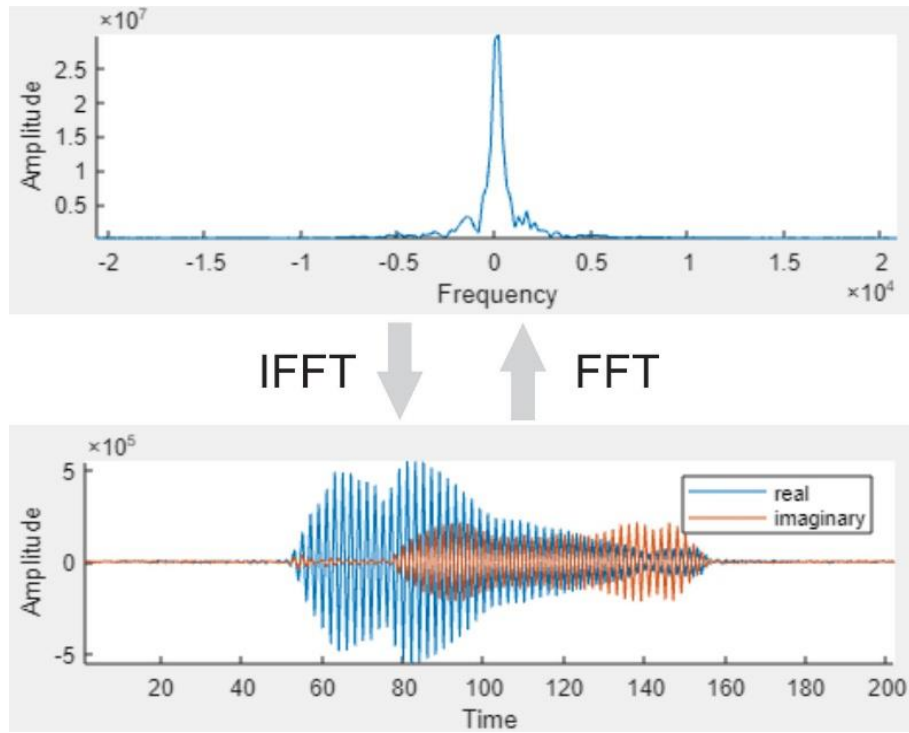 ×10⁷
2.5
2
1.5
1
0.5
Amplitude
-2 -1.5 -1 -0.5 0 0.5 1 1.5 2
Frequency ×10⁴
IFFT FFT
×10⁵
5
0
-5
Amplitude
real
imaginary
20 40 60 80 100 120 140 160 180 200
Time